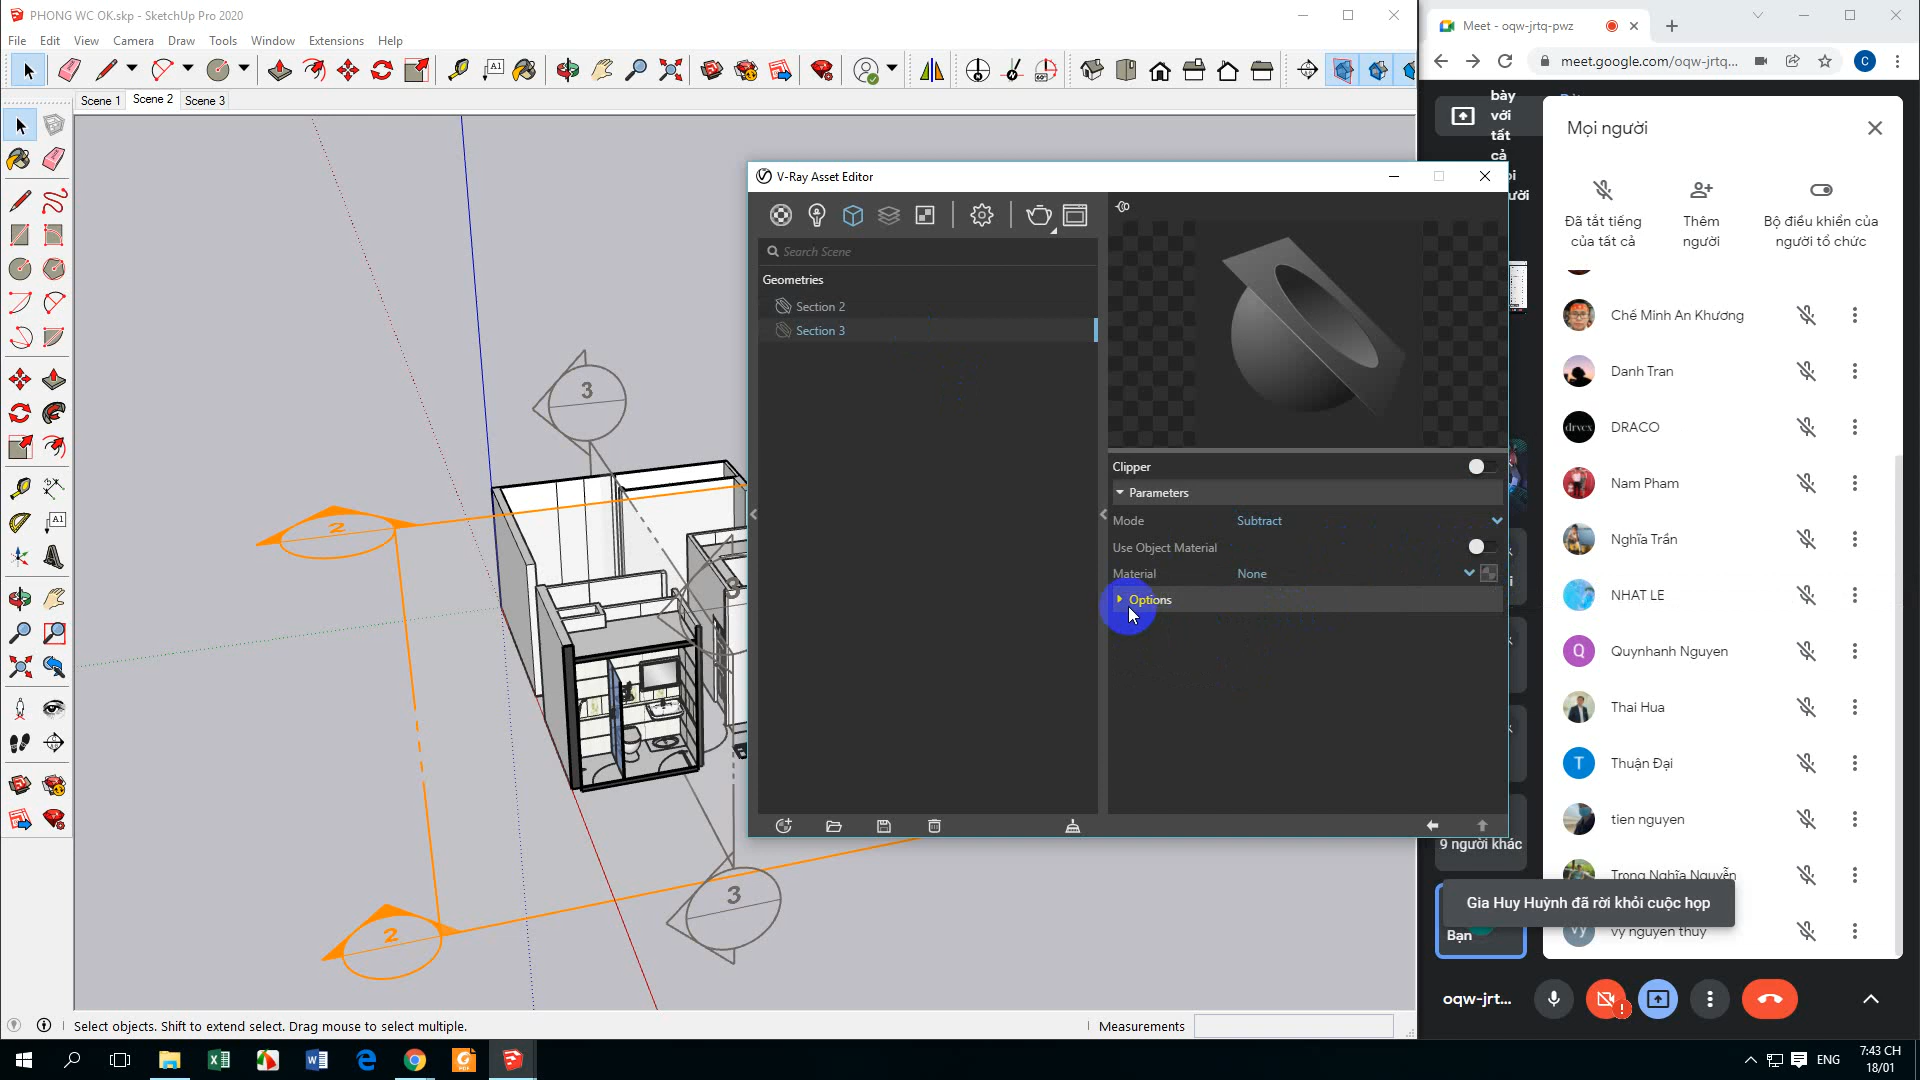 PHONG WC OK.skp - SketchUp Pro 2020
File Edit View Camera Draw Tools Window Extensions Help
Scene 1 Scene 2 Scene 3
A1
A1
3
2
3
2
3
V-Ray Asset Editor
Search Scene
Geometries
Section 2
Section 3
Clipper
Parameters
Mode Subtract
Use Object Material
Material None
Options
Select objects. Shift to extend select. Drag mouse to select multiple.
Measurements
Meet - oqw-jrtq-pwz
meet.google.com/oqw-jrtq...
C
bày
với
tất
cả
Mọi người
Đã tắt tiếng
của tất cả
Thêm
người
Bộ điều khiển của
người tổ chức
Chế Minh An Khương
Danh Tran
DRACO
Nam Pham
Nghĩa Trần
NHAT LE
Q Quynhanh Nguyen
Thai Hua
T Thuận Đại
tien nguyen
Trọng Nghĩa Nguyễn
vy nguyen thuy
9 người khác
Gia Huy Huỳnh đã rời khỏi cuộc họp
Bạn
oqw-jrt...
ENG
7:43 CH
18/01